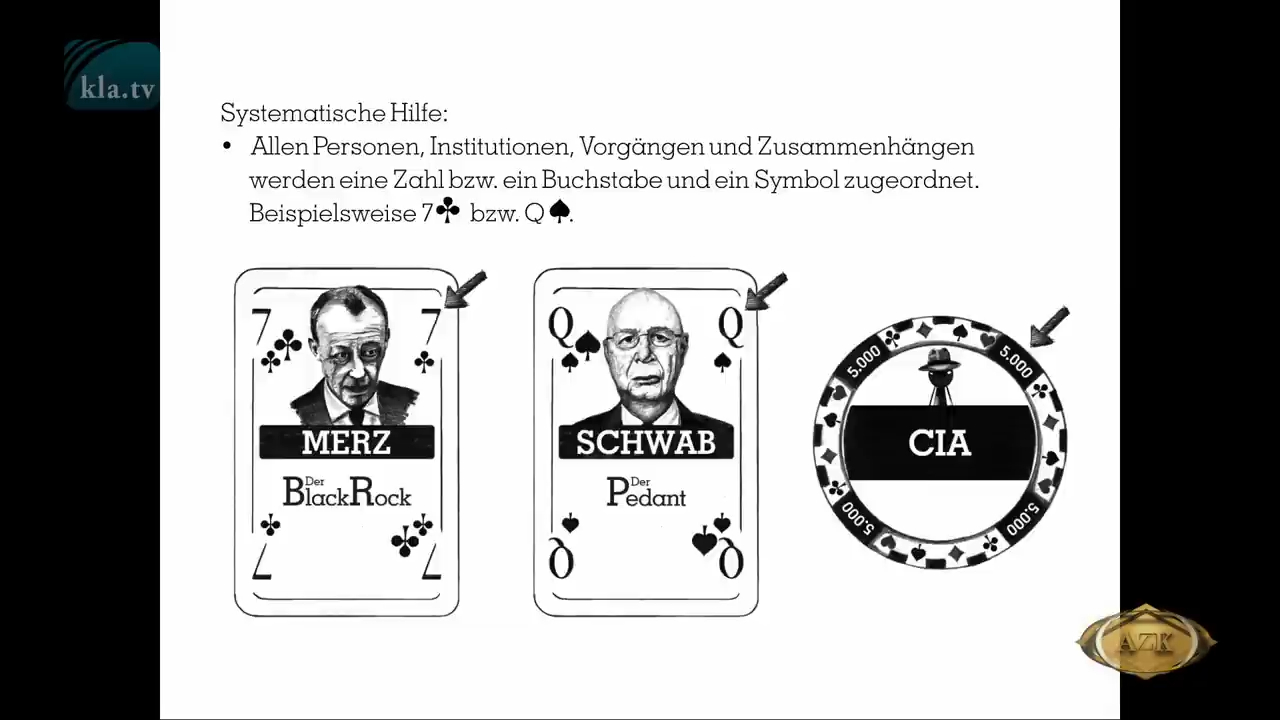 kla.tv
Systematische Hilfe:
• Allen Personen, Institutionen, Vorgängen und Zusammenhängen
werden eine Zahl bzw. ein Buchstabe und ein Symbol zugeordnet.
Beispielsweise 7♣ bzw. Q♠.
7 7
MERZ
Der
BlackRock
7 7
Q Q
SCHWAB
Der
Pedant
Q Q
5.000 5.000
CIA
5.000 5.000
AZK